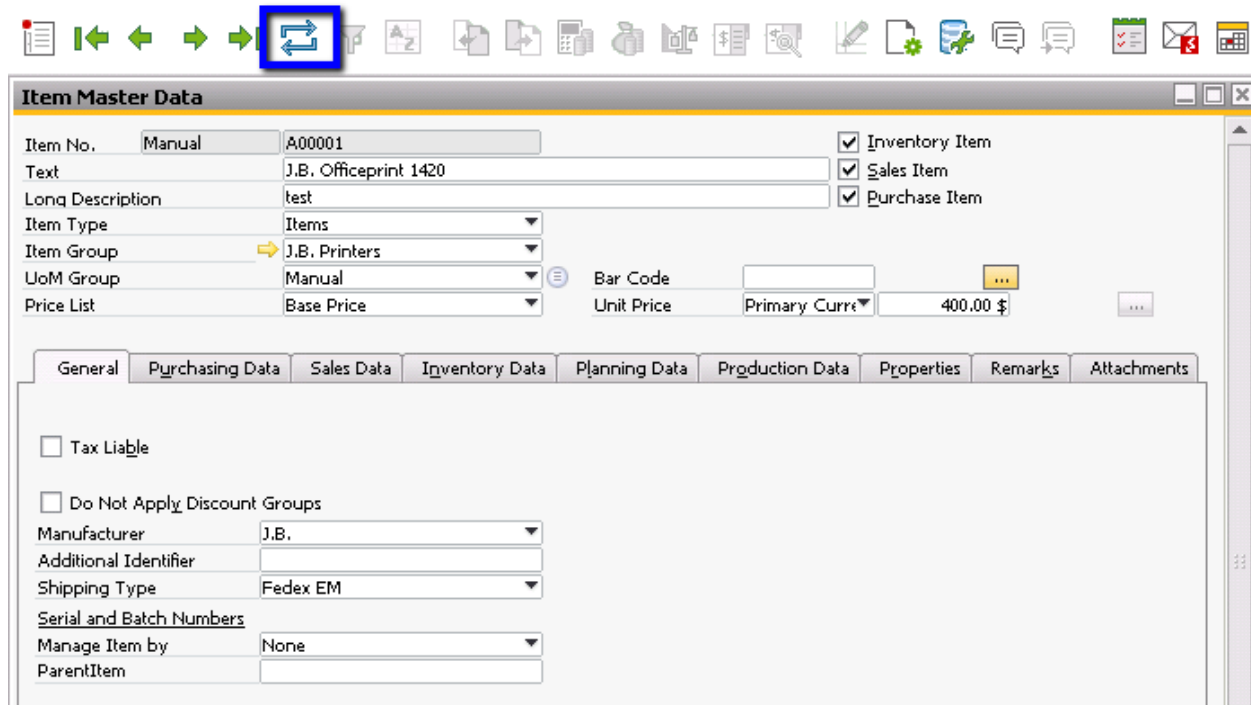 Item Master Data
Item No. Manual A00001 Inventory Item
Text J.B. Officeprint 1420 Sales Item
Long Description test Purchase Item
Item Type Items
Item Group J.B. Printers
UoM Group Manual Bar Code ...
Price List Base Price Unit Price Primary Curre 400.00 $ ...
General Purchasing Data Sales Data Inventory Data Planning Data Production Data Properties Remarks Attachments
Tax Liable
Do Not Apply Discount Groups
Manufacturer J.B.
Additional Identifier
Shipping Type Fedex EM
Serial and Batch Numbers
Manage Item by None
ParentItem